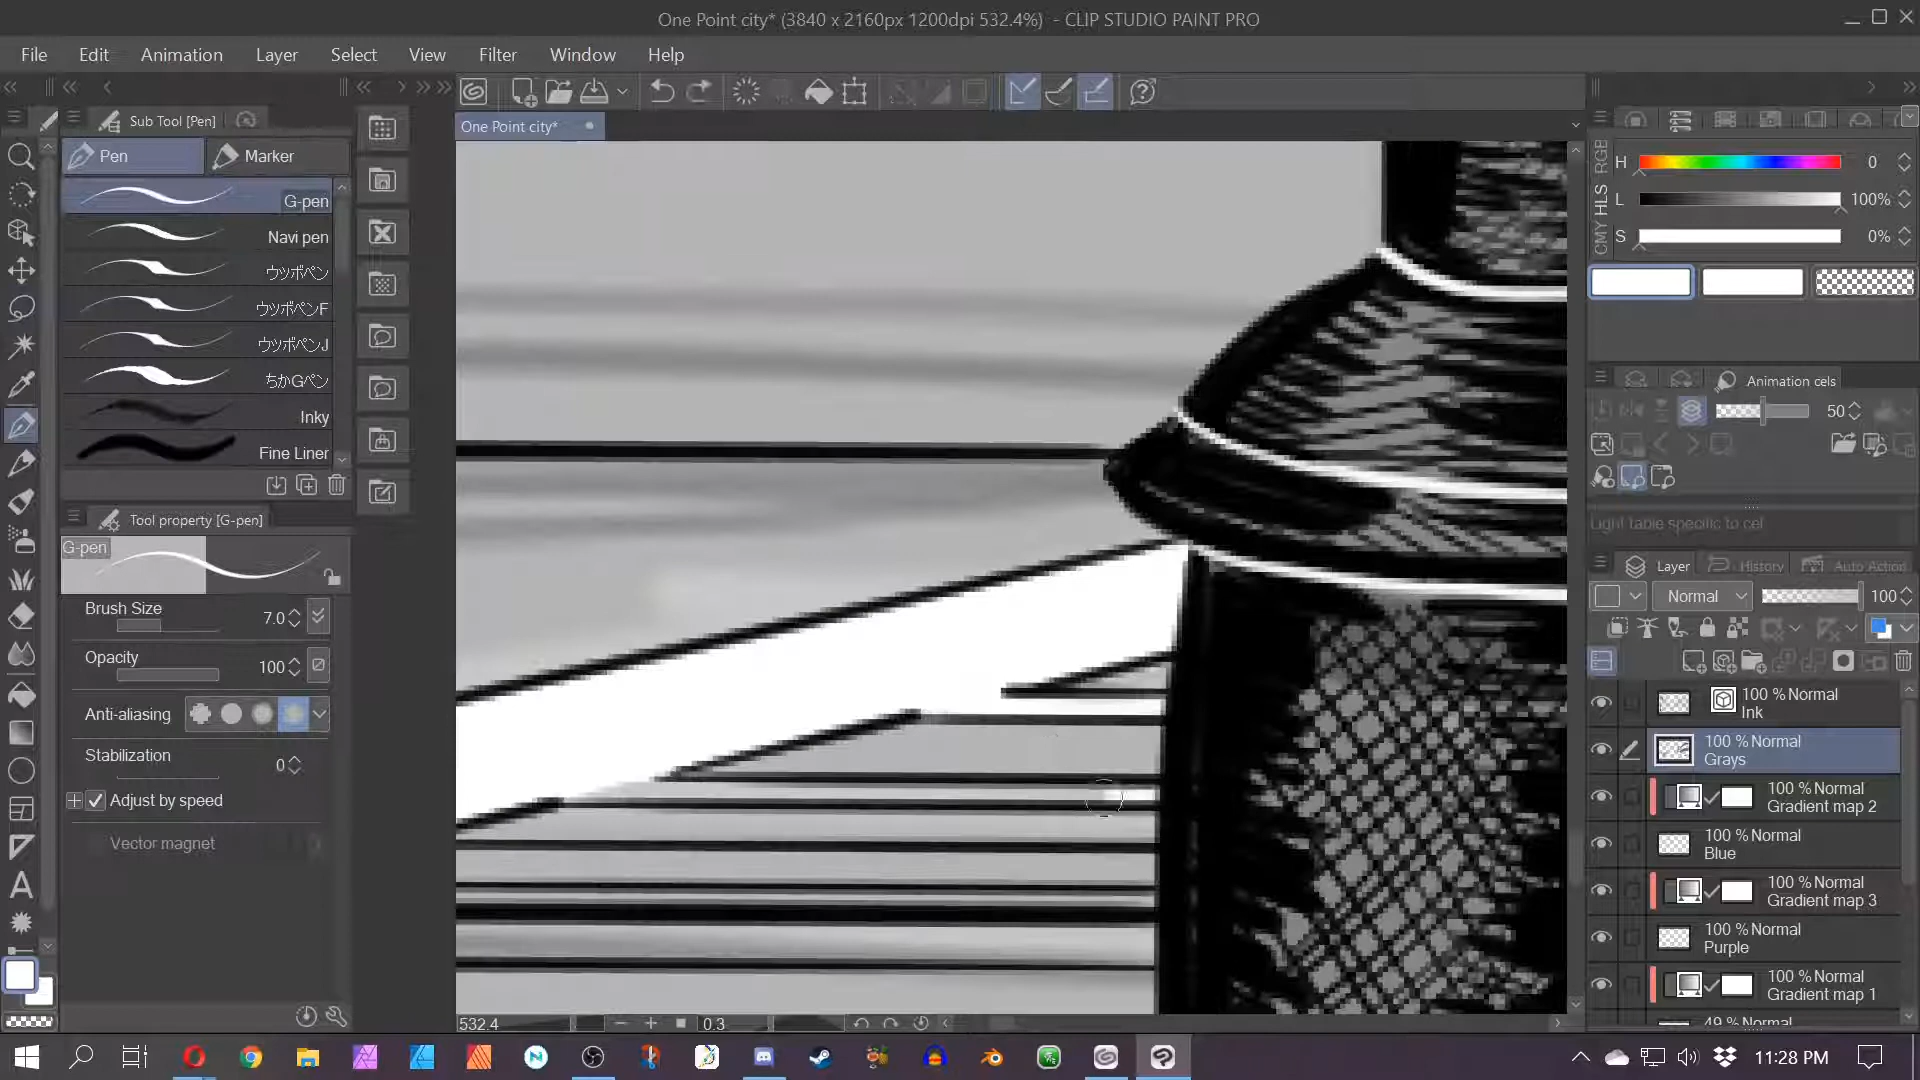 One Point city* (3840 x 2160px 1200dpi 532.4%) - CLIP STUDIO PAINT PRO
File Edit Animation Layer Select View Filter Window Help
Sub Tool [Pen]
One Point city*
Pen
Marker
G-pen
Navi pen
ウツボペン
ウツボペンF
ウツボペンJ
ちかGペン
Inky
Fine Liner
Tool property [G-pen]
G-pen
Brush Size 7.0
Opacity 100
Anti-aliasing
Stabilization 0
Adjust by speed
Vector magnet
532.4
0.3
RGB
HLS
CMY
H 0
L 100%
S 0%
Animation cels
50
Light table specific to cel
Layer
History
Auto Action
Normal
100
100 % Normal
Ink
100 % Normal
Grays
100 % Normal
Gradient map 2
100 % Normal
Blue
100 % Normal
Gradient map 3
100 % Normal
Purple
100 % Normal
Gradient map 1
49 % Normal
11:28 PM